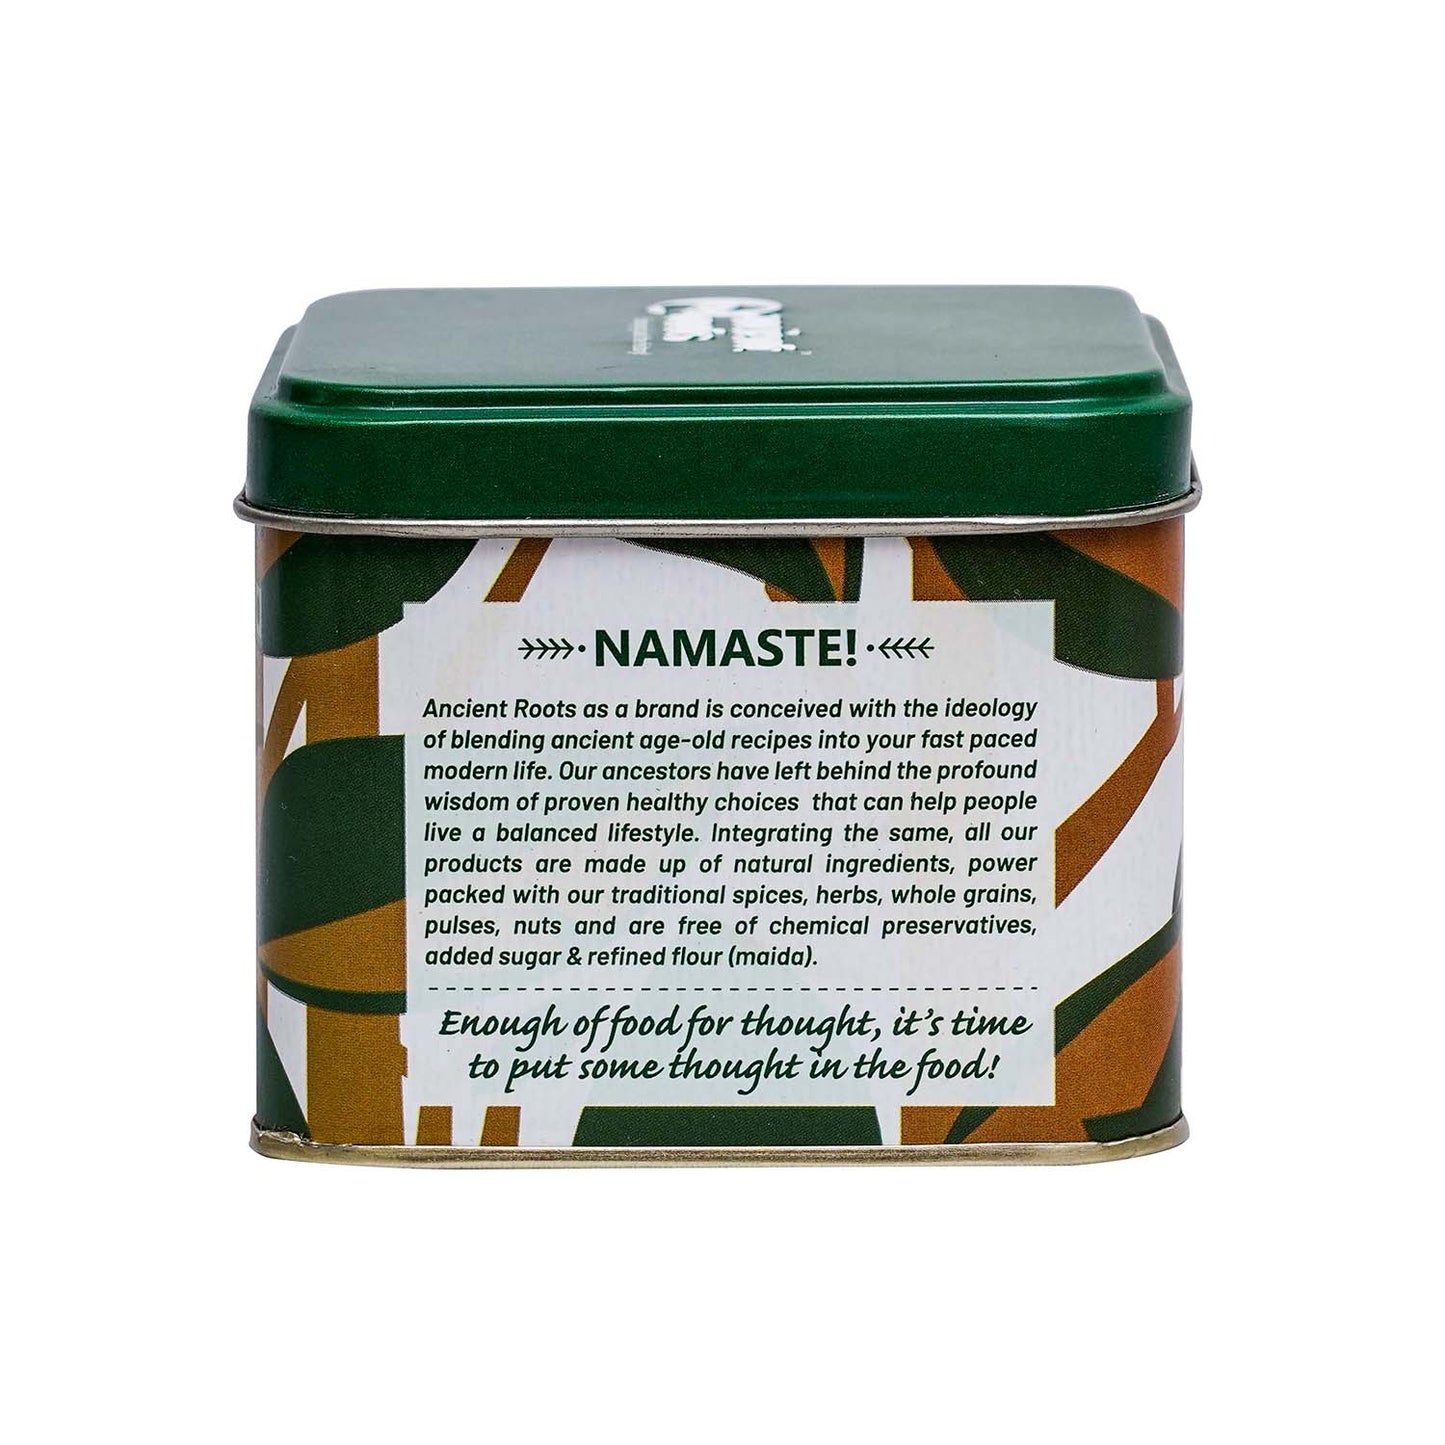 NAMASTE!
Ancient Roots as a brand is conceived with the ideology
of blending ancient age-old recipes into your fast paced
modern life. Our ancestors have left behind the profound
wisdom of proven healthy choices that can help people
live a balanced lifestyle. Integrating the same, all our
products are made up of natural ingredients, power
packed with our traditional spices, herbs, whole grains,
pulses, nuts and are free of chemical preservatives,
added sugar & refined flour (maida).
Enough of food for thought, it's time
to put some thought in the food!